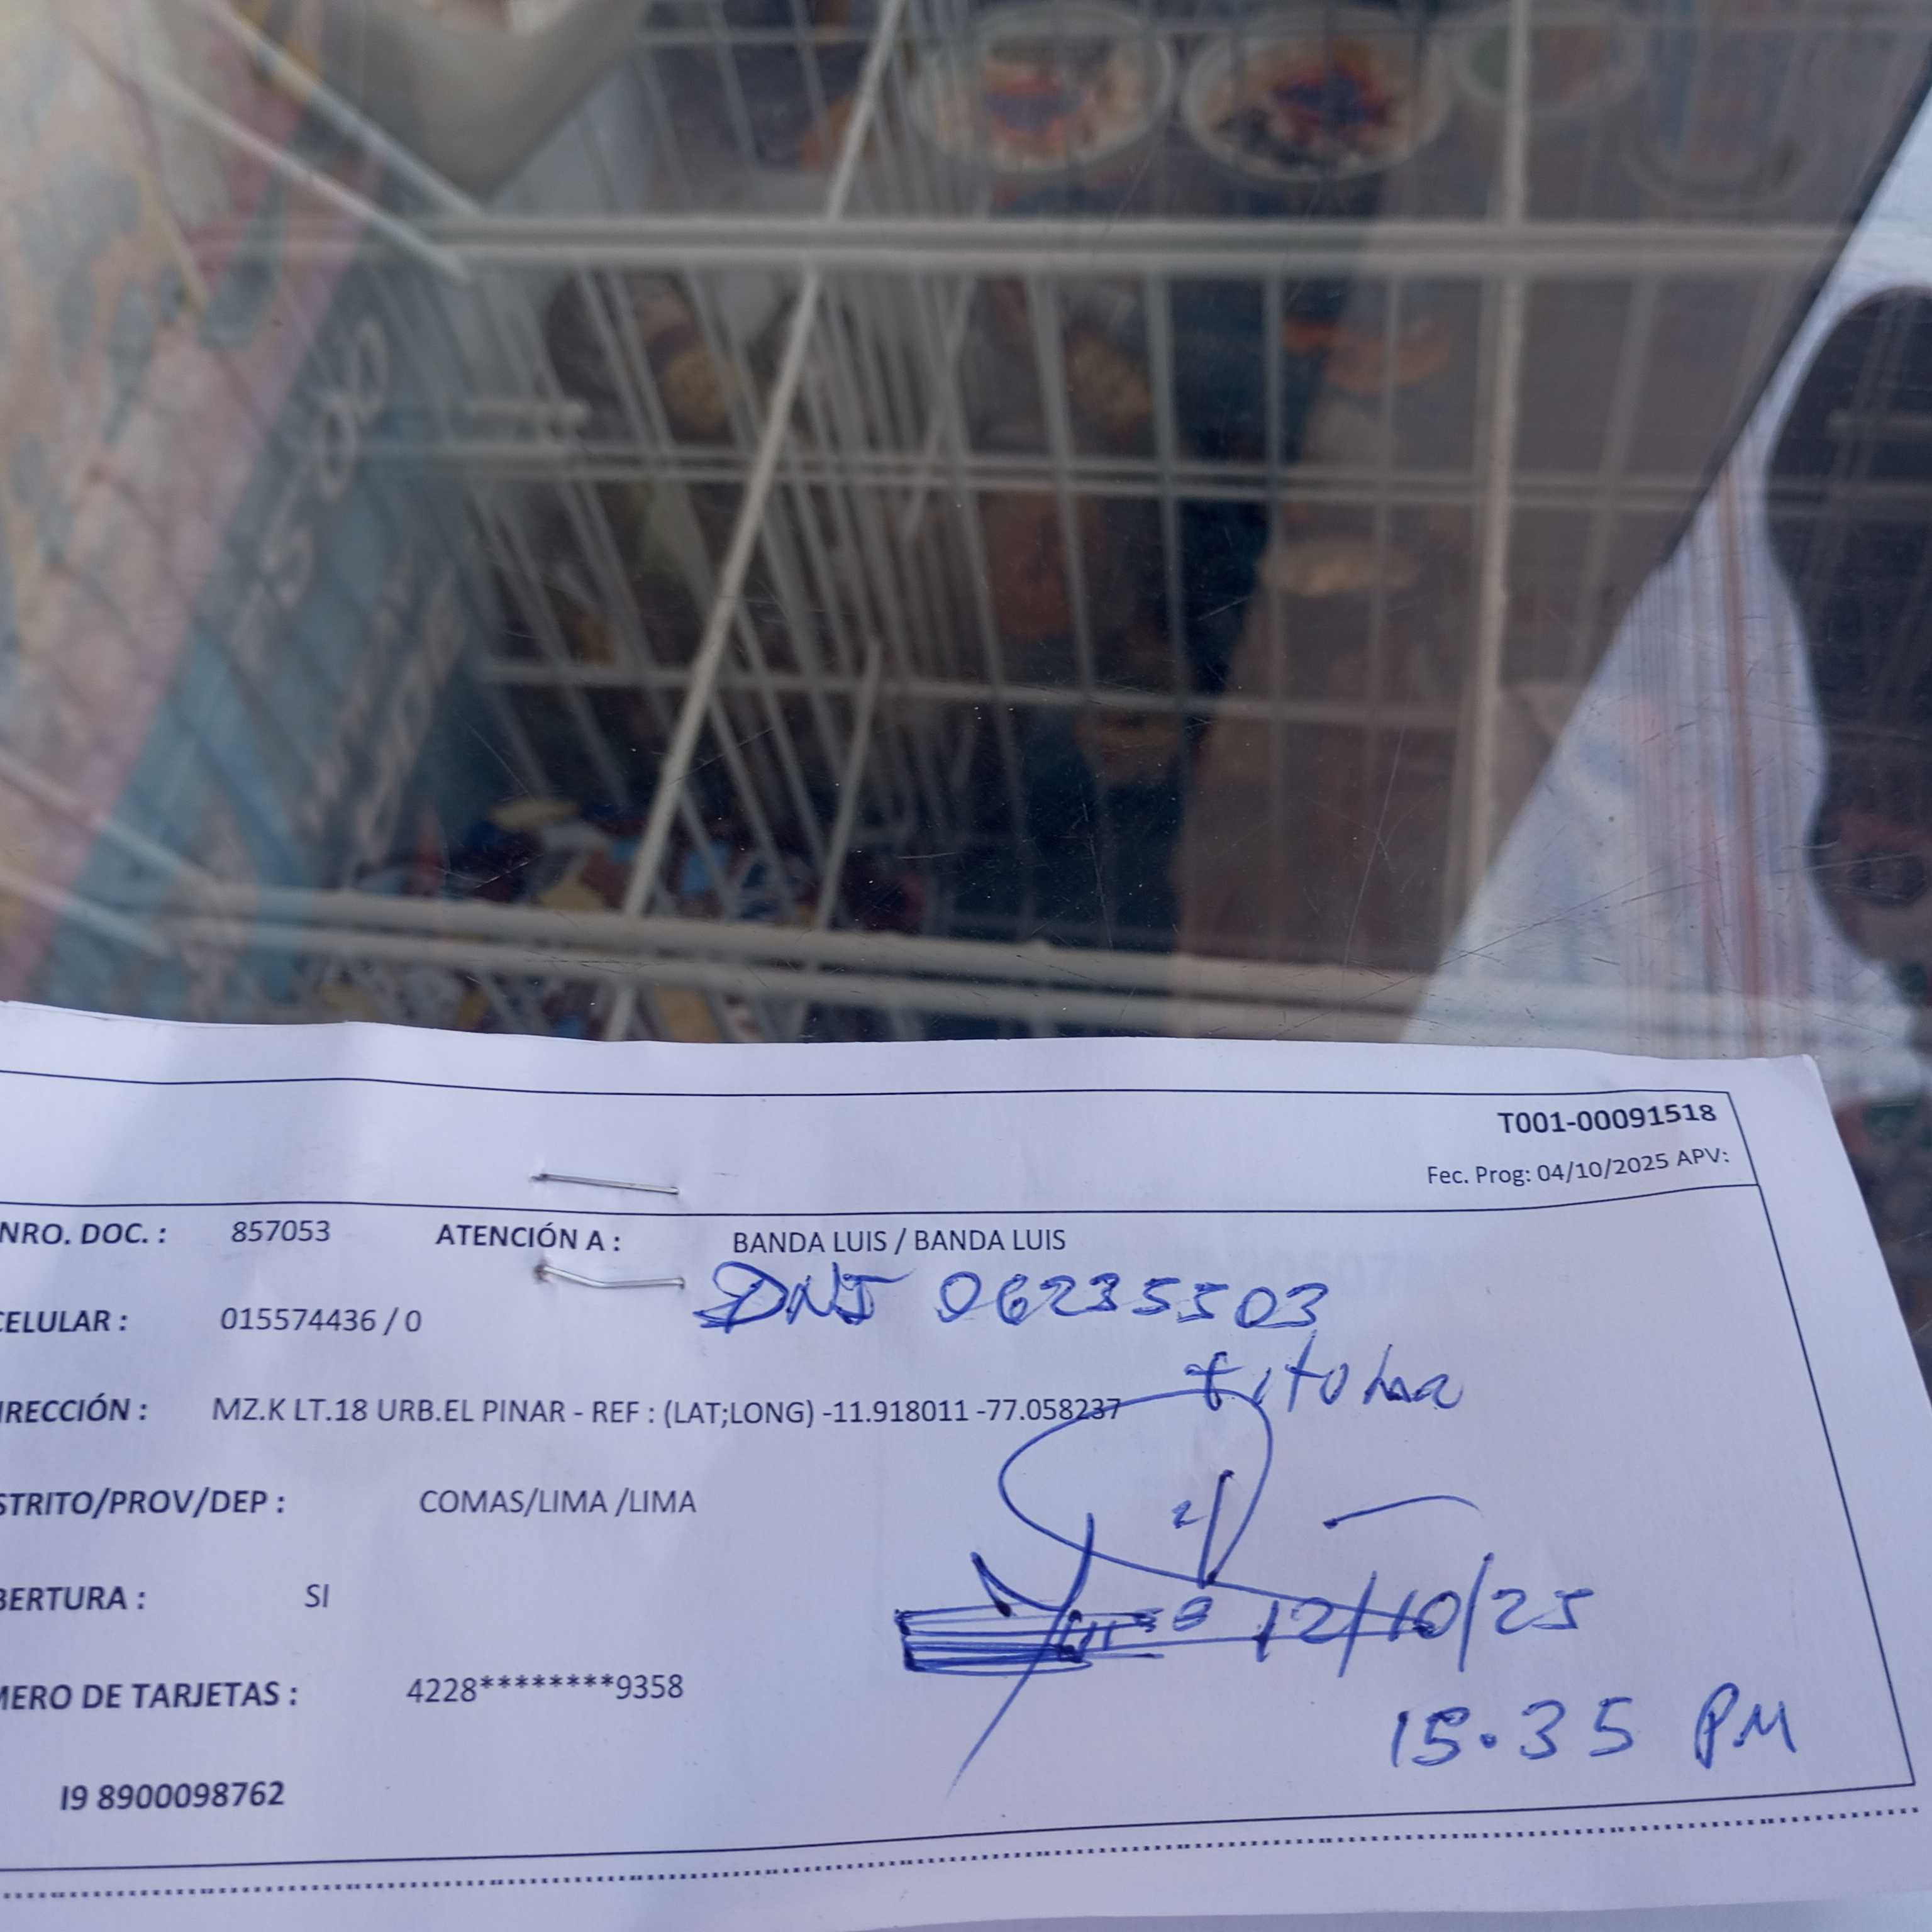 T001-00091518
Fec. Prog: 04/10/2025 APV:
NRO. DOC. : 857053 ATENCIÓN A : BANDA LUIS / BANDA LUIS
DNI 06235503
CELULAR : 015574436 / 0
titular
IRECCIÓN : MZ.K LT.18 URB.EL PINAR - REF : (LAT;LONG) -11.918011 -77.058237
STRITO/PROV/DEP : COMAS/LIMA /LIMA
BERTURA : SI
12/10/25
MERO DE TARJETAS : 4228********9358
15.35 PM
I9 8900098762